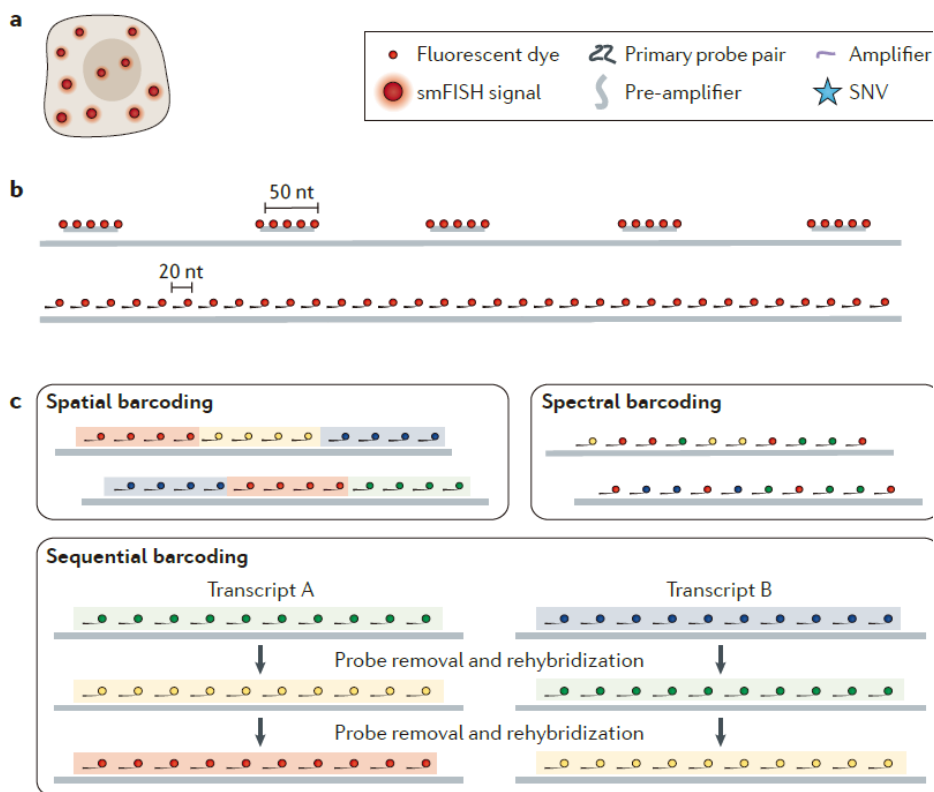 a
Fluorescent dye
Primary probe pair
Amplifier
smFISH signal
Pre-amplifier
SNV
b
50 nt
20 nt
c
Spatial barcoding
Spectral barcoding
Sequential barcoding
Transcript A
Transcript B
Probe removal and rehybridization
Probe removal and rehybridization